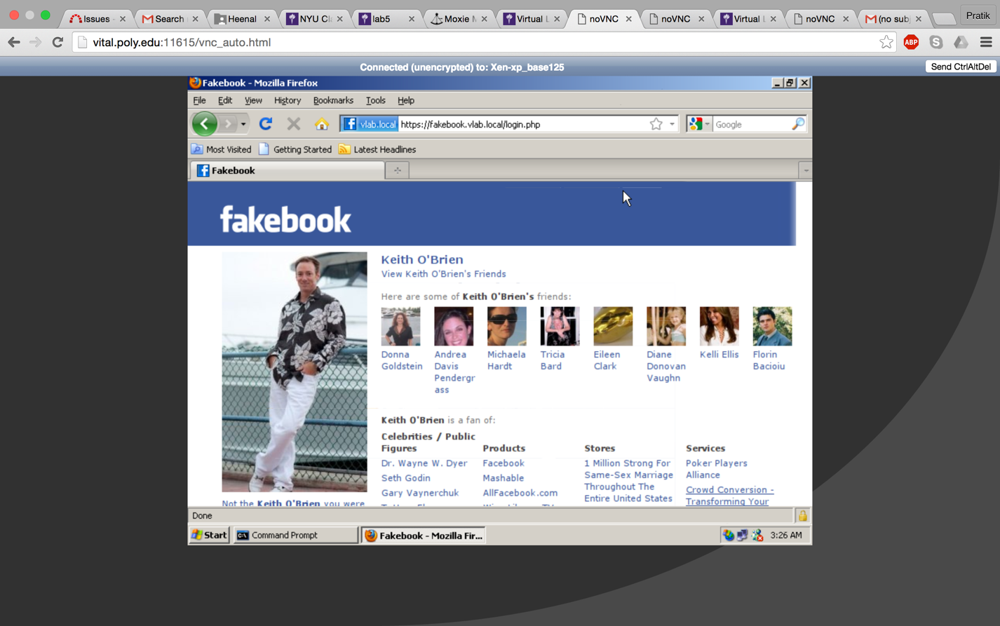 Issues
Search
Heenal
NYU Cl
lab5
Moxie M
Virtual L
noVNC
noVNC
Virtual L
noVNC
(no subj
Pratik
vital.poly.edu:11615/vnc_auto.html
ABP
Connected (unencrypted) to: Xen-xp_base125
Send CtrlAltDel
Fakebook - Mozilla Firefox
File Edit View History Bookmarks Tools Help
vlab.local https://fakebook.vlab.local/login.php
Google
Most Visited Getting Started Latest Headlines
Fakebook
fakebook
Keith O'Brien
View Keith O'Brien's Friends
Here are some of Keith O'Brien's friends:
Donna
Goldstein
Andrea
Davis
Pendergr
ass
Michaela
Hardt
Tricia
Bard
Eileen
Clark
Diane
Donovan
Vaughn
Kelli Ellis
Florin
Bacioiu
Keith O'Brien is a fan of:
Celebrities / Public
Figures
Dr. Wayne W. Dyer
Seth Godin
Gary Vaynerchuk
Products
Facebook
Mashable
AllFacebook.com
Stores
1 Million Strong For
Same-Sex Marriage
Throughout The
Entire United States
Services
Poker Players
Alliance
Crowd Conversion -
Transforming Your
Not the Keith O'Brien you were
Done
Start
Command Prompt
Fakebook - Mozilla Fir...
3:26 AM